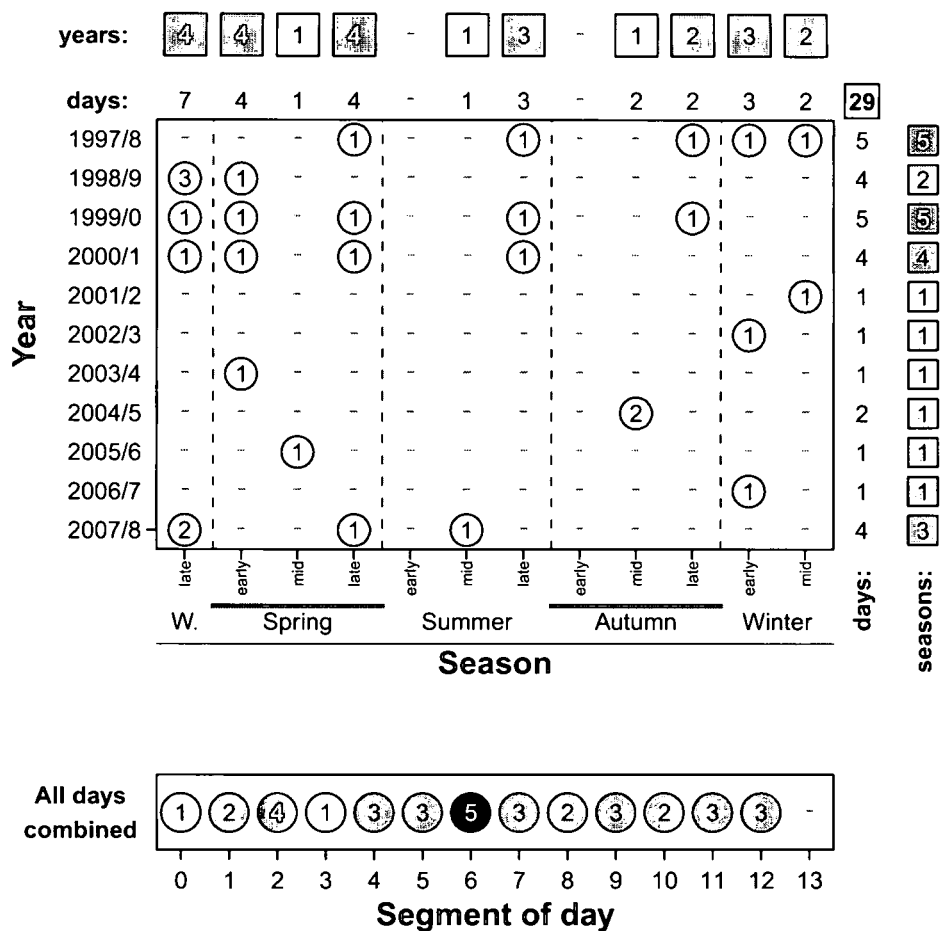 years: 4 4 1 4 - 1 3 - 1 2 3 2
days: 7 4 1 4 - 1 3 - 2 2 3 2 29
1997/8 - - - 1 - - 1 - - 1 1 1 5 5
1998/9 3 1 - - - - - - - - - - 4 2
1999/0 1 1 - 1 - - 1 - - 1 - - 5 5
2000/1 1 1 - 1 - - 1 - - - - - 4 4
2001/2 - - - - - - - - - - - 1 1 1
2002/3 - - - - - - - - - - 1 - 1 1
2003/4 - 1 - - - - - - - - - - 1 1
2004/5 - - - - - - - - 2 - - - 2 1
2005/6 - - 1 - - - - - - - - - 1 1
2006/7 - - - - - - - - - - 1 - 1 1
2007/8 2 - - 1 - 1 - - - - - - 4 3
Year
late early mid late early mid late early mid late early mid
W. Spring Summer Autumn Winter
days:
seasons:
Season
All days
combined
1 2 4 1 3 3 5 3 2 3 2 3 3 -
0 1 2 3 4 5 6 7 8 9 10 11 12 13
Segment of day